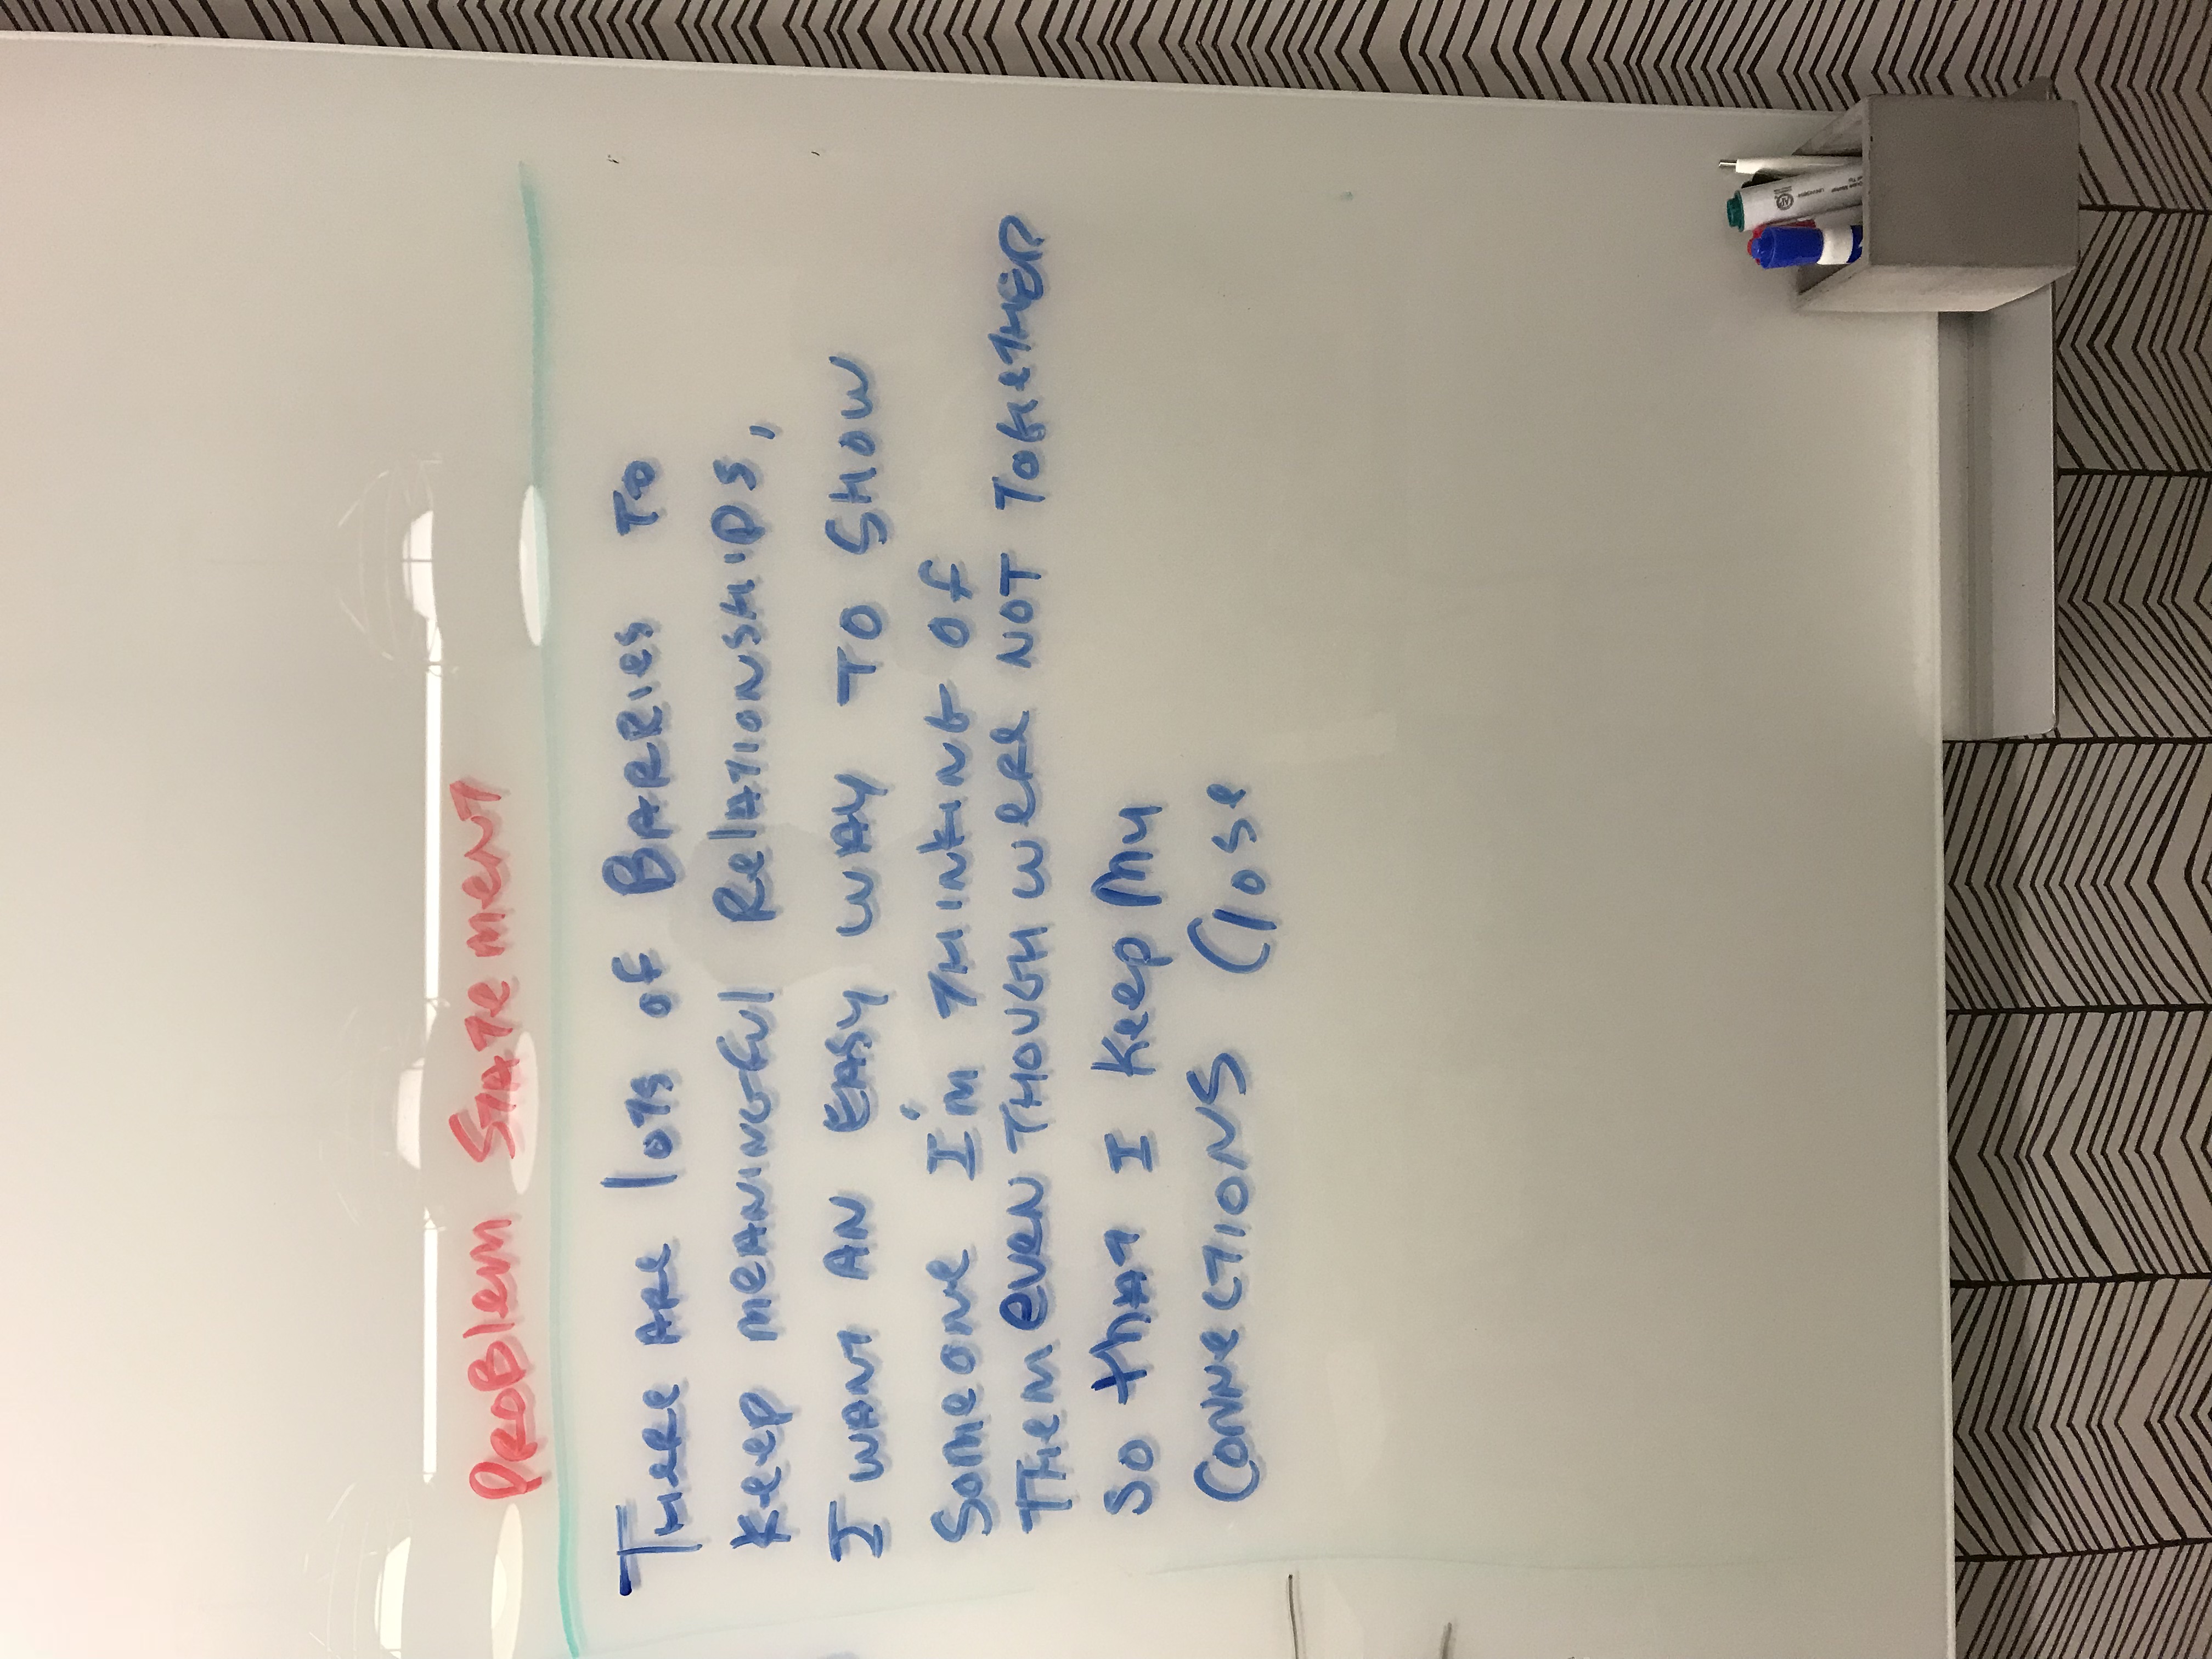 Problem Statement
There are lots of Barries to
keep meaningful Relationships,
I want an easy way to show
someone I'm thinking of
them even though were not together
so that I keep my
connections close